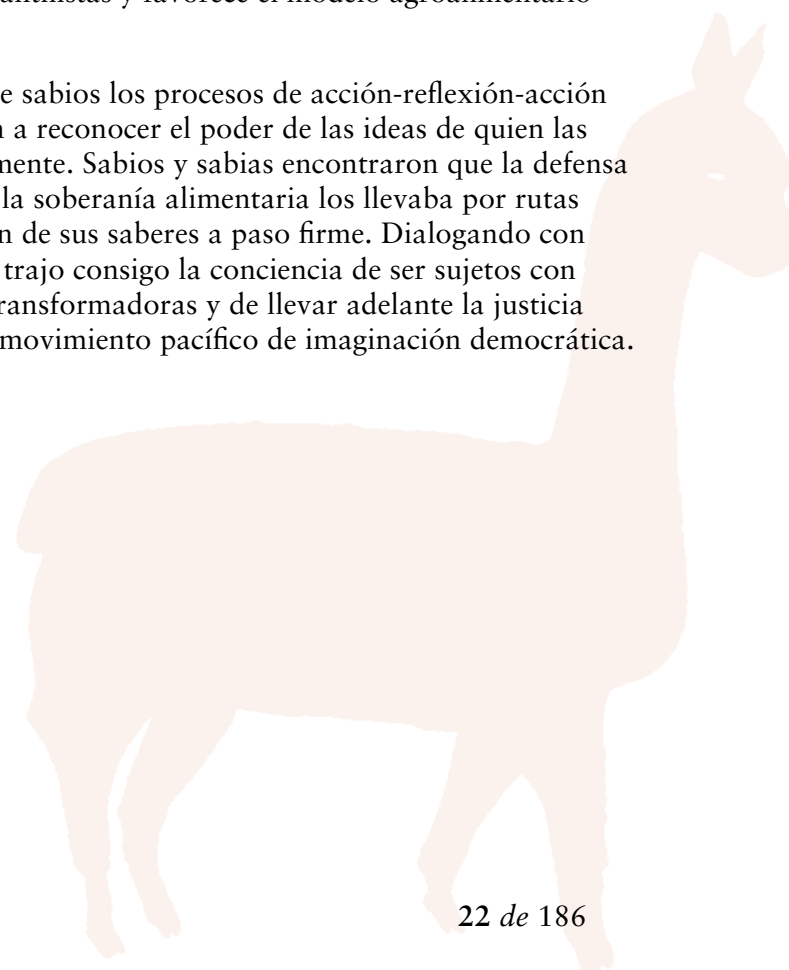 y favorece el modelo agroalimentario
e sabios los procesos de acción-reflexión-acción
a reconocer el poder de las ideas de quien las
mente. Sabios y sabias encontraron que la defensa
la soberanía alimentaria los llevaba por rutas
n de sus saberes a paso firme. Dialogando con
trajo consigo la conciencia de ser sujetos con
ransformadoras y de llevar adelante la justicia
movimiento pacífico de imaginación democrática.
22 de 186